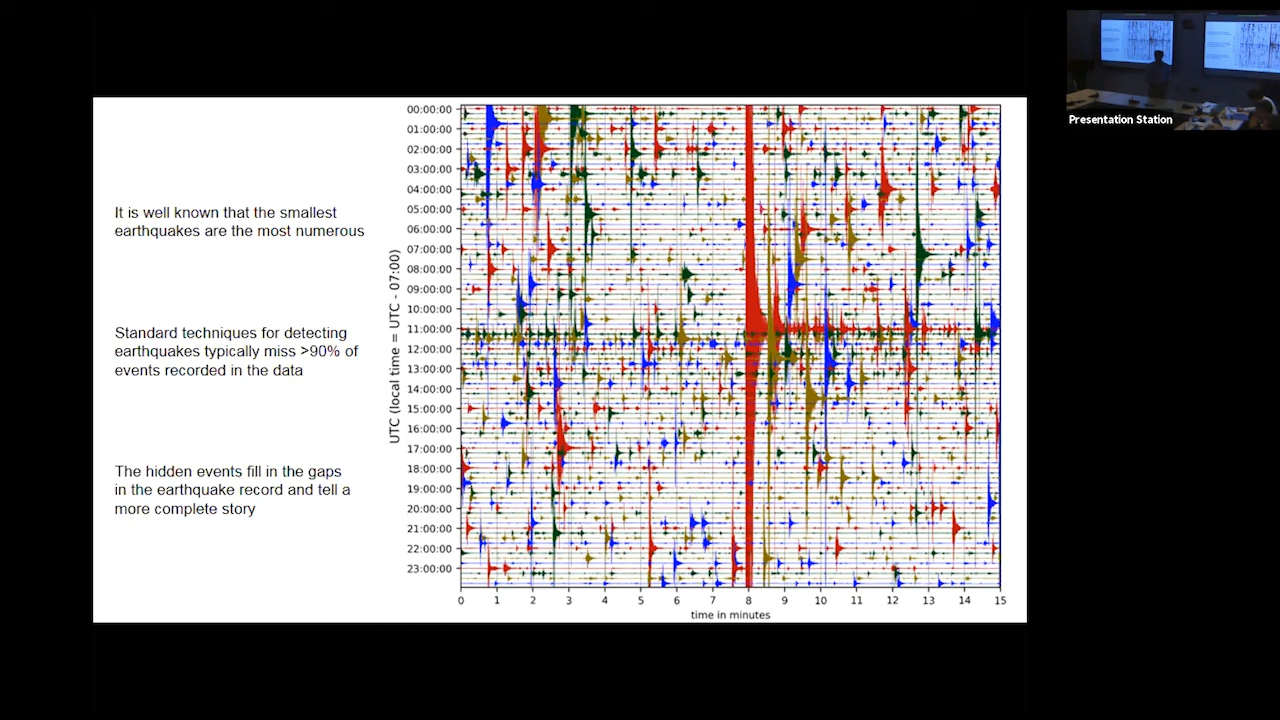 It is well known that the smallest
earthquakes are the most numerous
Standard techniques for detecting
earthquakes typically miss >90% of
events recorded in the data
The hidden events fill in the gaps
in the earthquake record and tell a
more complete story
UTC (local time = UTC - 07:00)
00:00:00
01:00:00
02:00:00
03:00:00
04:00:00
05:00:00
06:00:00
07:00:00
08:00:00
09:00:00
10:00:00
11:00:00
12:00:00
13:00:00
14:00:00
15:00:00
16:00:00
17:00:00
18:00:00
19:00:00
20:00:00
21:00:00
22:00:00
23:00:00
0 1 2 3 4 5 6 7 8 9 10 11 12 13 14 15
time in minutes
Presentation Station